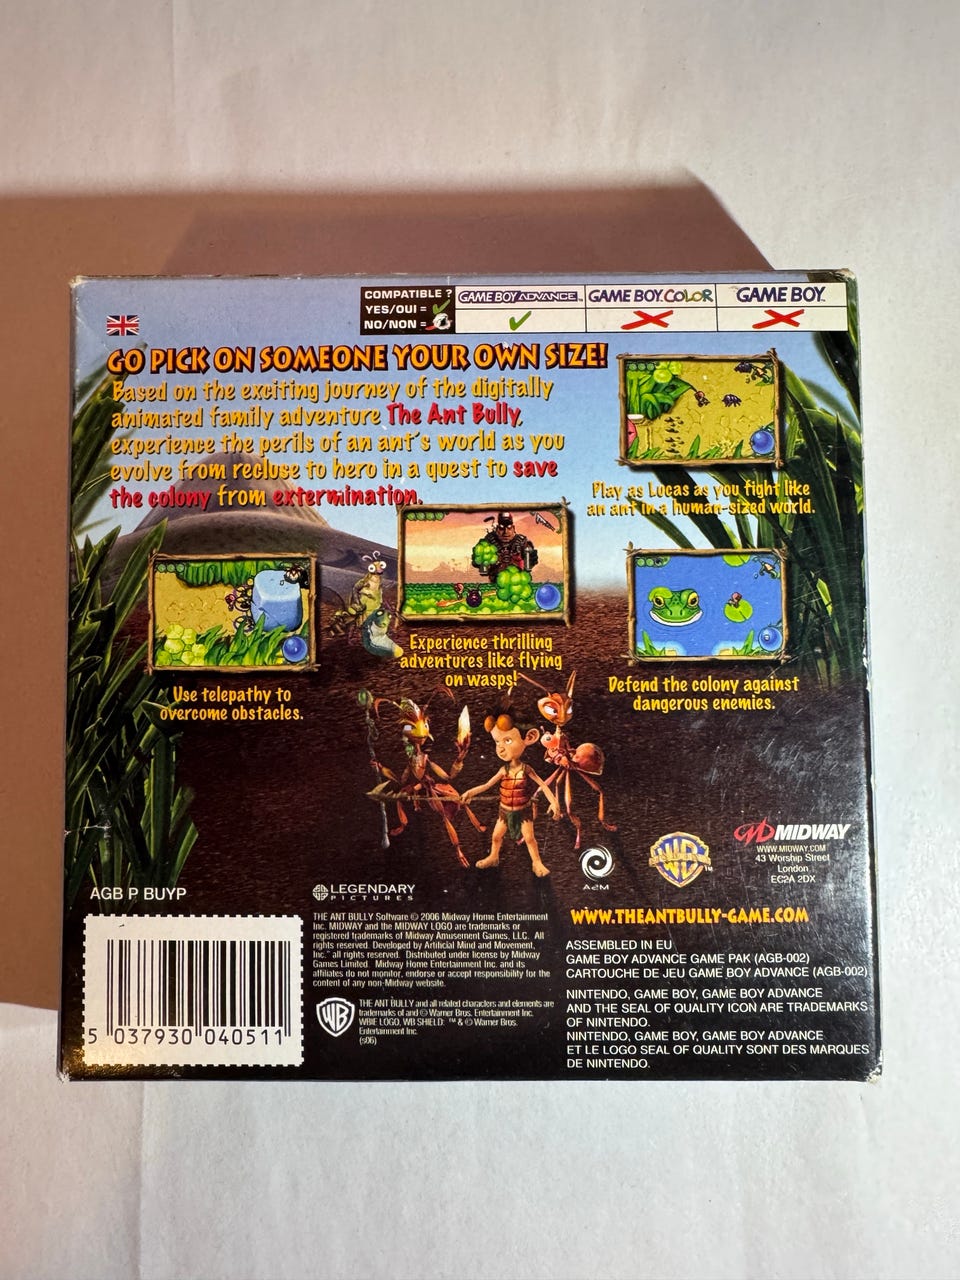 COMPATIBLE ?
YES/OUI =
NO/NON =
GAME BOY ADVANCE
GAME BOY COLOR
GAME BOY
GO PICK ON SOMEONE YOUR OWN SIZE!
Based on the exciting journey of the digitally
animated family adventure The Ant Bully,
experience the perils of an ant's world as you
evolve from recluse to hero in a quest to save
the colony from extermination.
Play as Lucas as you fight like
an ant in a human-sized world.
Experience thrilling
adventures like flying
on wasps!
Use telepathy to
overcome obstacles.
Defend the colony against
dangerous enemies.
A&M
WB
TM
MIDWAY
WWW.MIDWAY.COM
43 Worship Street
London
EC2A 2DX
AGB P BUYP
LEGENDARY
PICTURES
WWW.THEANTBULLY-GAME.COM
THE ANT BULLY Software © 2006 Midway Home Entertainment
Inc. MIDWAY and the MIDWAY LOGO are trademarks or
registered trademarks of Midway Amusement Games, LLC. All
rights reserved. Developed by Artificial Mind and Movement,
Inc." all rights reserved. Distributed under license by Midway
Games Limited. Midway Home Entertainment Inc. and its
affiliates do not monitor, endorse or accept responsibility for the
content of any non-Midway website.
WB
THE ANT BULLY and all related characters and elements are
trademarks of and © Warner Bros. Entertainment Inc.
WBIE LOGO, WB SHIELD: ™ & © Warner Bros.
Entertainment Inc.
(s06)
ASSEMBLED IN EU
GAME BOY ADVANCE GAME PAK (AGB-002)
CARTOUCHE DE JEU GAME BOY ADVANCE (AGB-002)
NINTENDO, GAME BOY, GAME BOY ADVANCE
AND THE SEAL OF QUALITY ICON ARE TRADEMARKS
OF NINTENDO.
NINTENDO, GAME BOY, GAME BOY ADVANCE
ET LE LOGO SEAL OF QUALITY SONT DES MARQUES
DE NINTENDO.
5 037930 040511